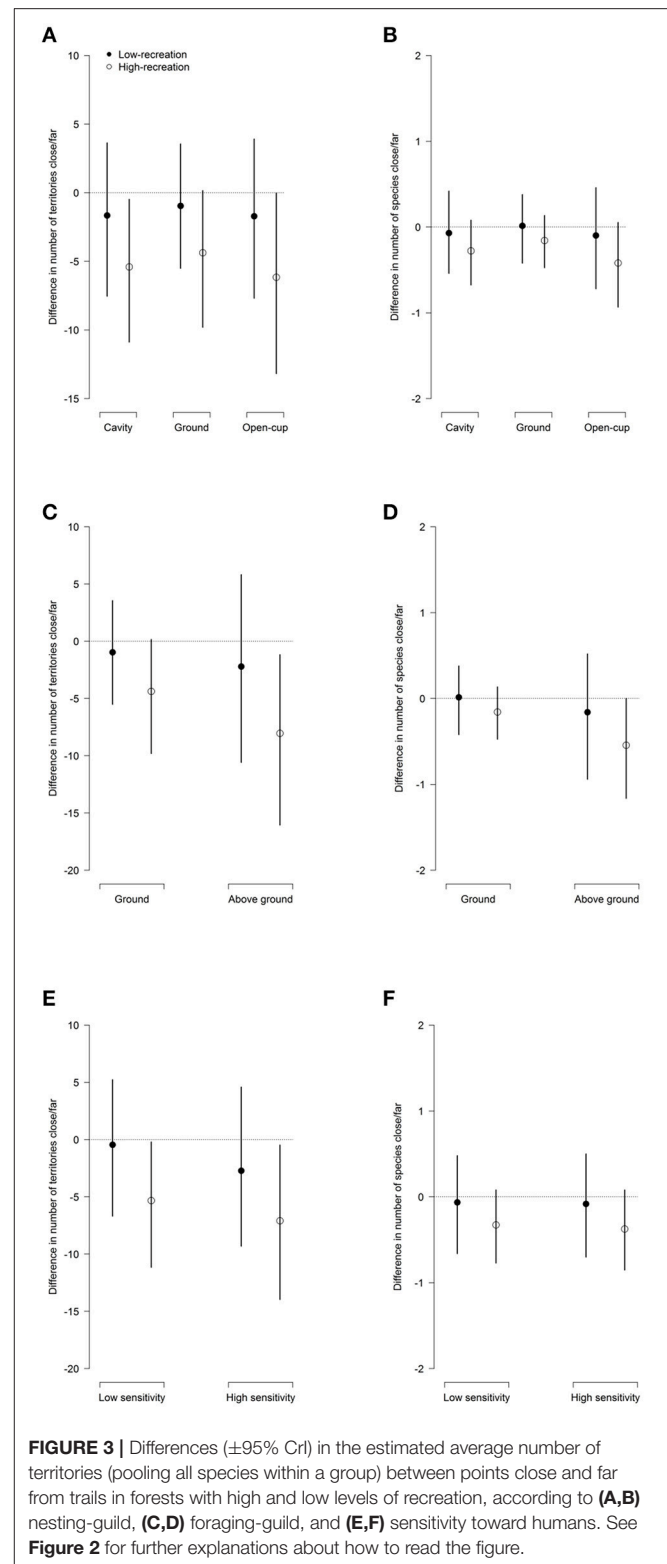 A
B
● Low-recreation
○ High-recreation
Difference in number of territories close/far
10
5
0
-5
-10
-15
Cavity
Ground
Open-cup
Difference in number of species close/far
2
1
0
-1
-2
Cavity
Ground
Open-cup
C
D
Difference in number of territories close/far
10
5
0
-5
-10
-15
-20
Ground
Above ground
Difference in number of species close/far
2
1
0
-1
-2
Ground
Above ground
E
F
Difference in number of territories close/far
10
5
0
-5
-10
-15
-20
Low sensitivity
High sensitivity
Difference in number of species close/far
2
1
0
-1
-2
Low sensitivity
High sensitivity
FIGURE 3 | Differences (±95% CrI) in the estimated average number of
territories (pooling all species within a group) between points close and far
from trails in forests with high and low levels of recreation, according to (A,B)
nesting-guild, (C,D) foraging-guild, and (E,F) sensitivity toward humans. See
Figure 2 for further explanations about how to read the figure.